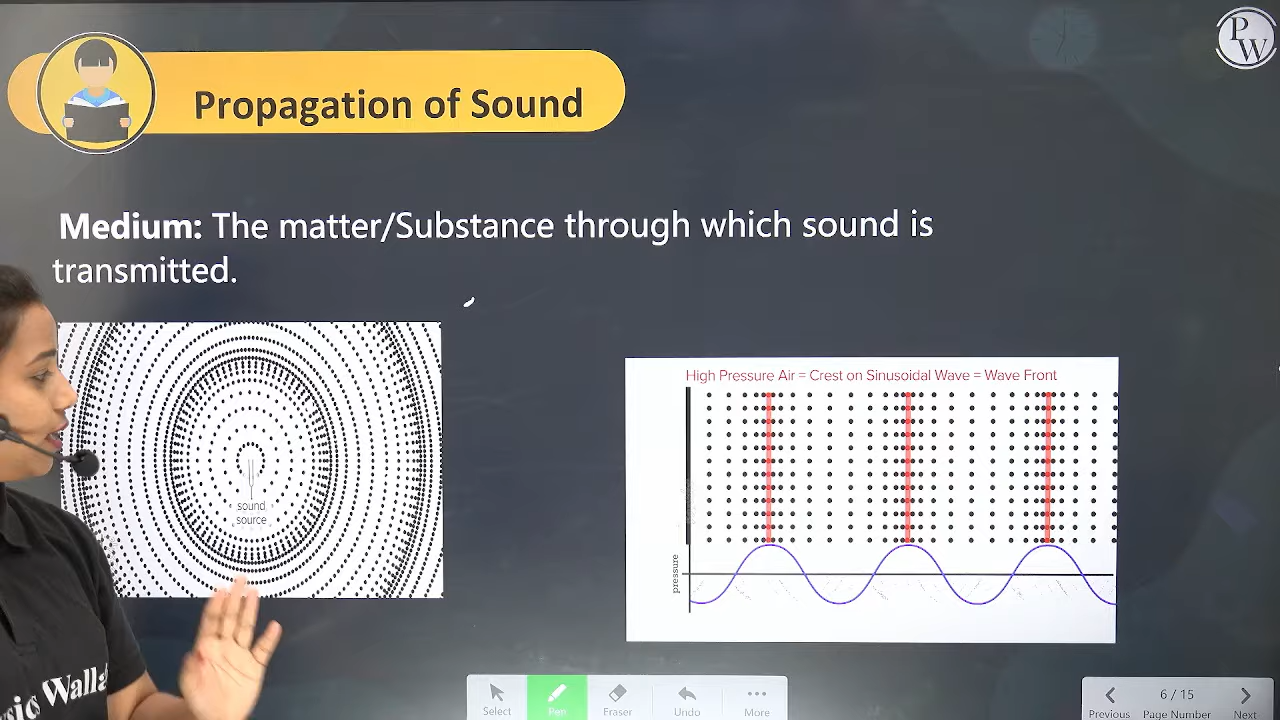 P
W
Propagation of Sound
Medium: The matter/Substance through which sound is
transmitted.
sound
source
High Pressure Air = Crest on Sinusoidal Wave = Wave Front
pressure
Select
Pen
Eraser
Undo
More
6 / 15
Previous
Page Number
Next